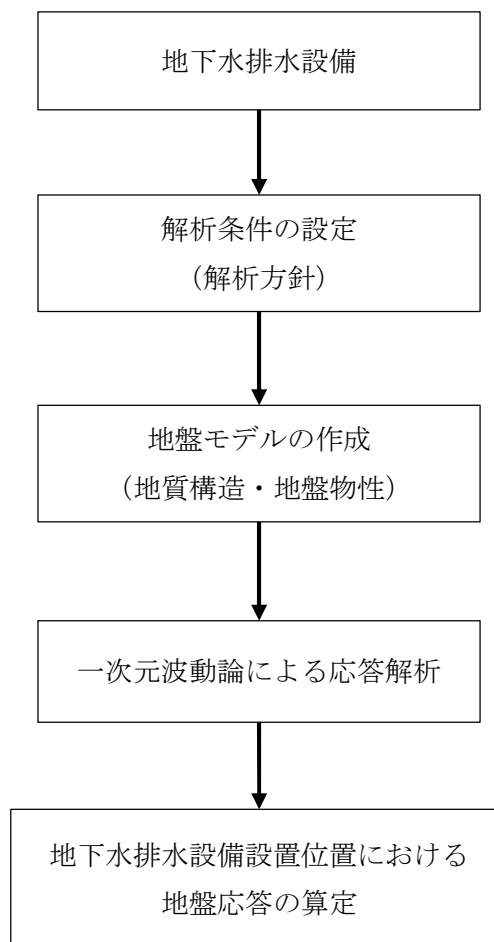 地下水排水設備
解析条件の設定
（解析方針）
地盤モデルの作成
（地質構造・地盤物性）
一次元波動論による応答解析
地下水排水設備設置位置における
地盤応答の算定